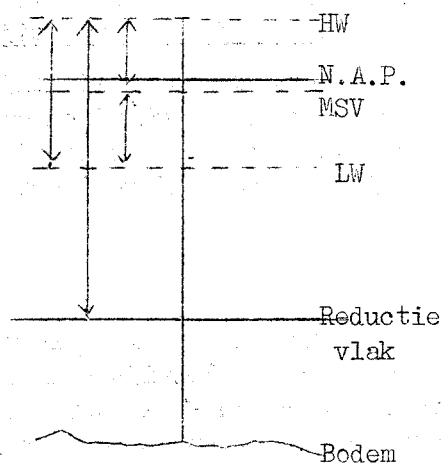 HW
N.A.P.
MSV
LW
Reductie
vlak
Bodem